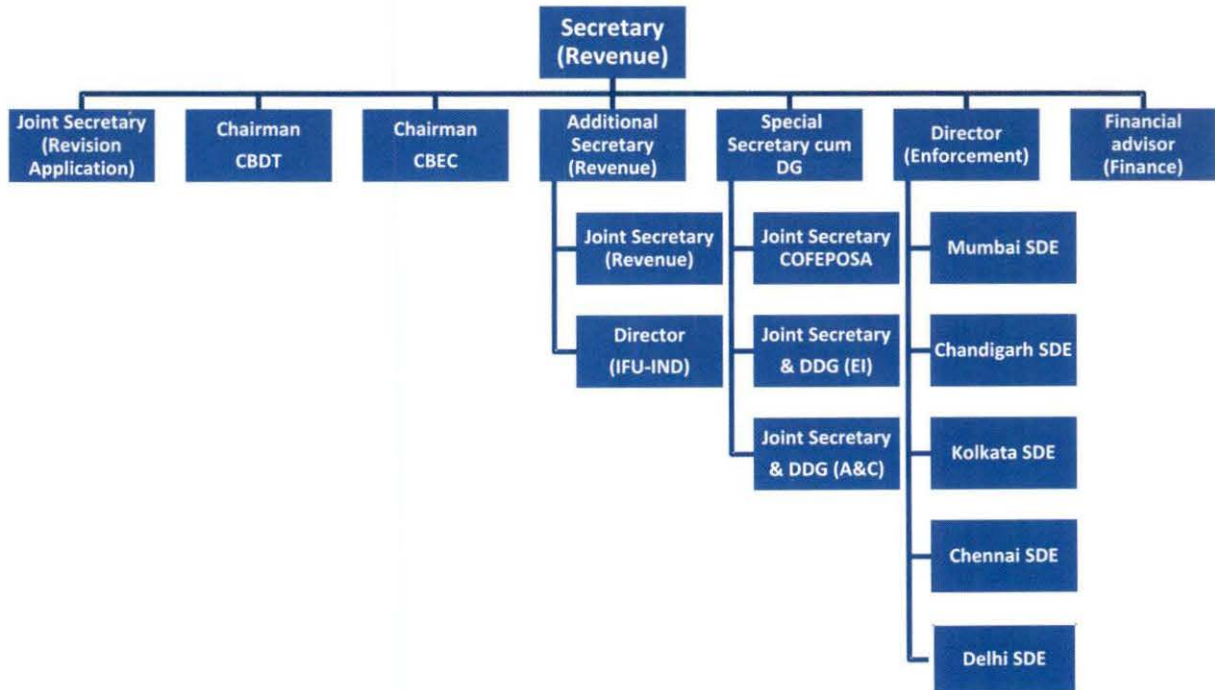 Secretary
(Revenue)
Joint Secretary
(Revision
Application)
Chairman
CBDT
Chairman
CBEC
Additional
Secretary
(Revenue)
Special
Secretary cum
DG
Director
(Enforcement)
Financial
advisor
(Finance)
Joint Secretary
(Revenue)
Director
(IFU-IND)
Joint Secretary
COFEPOSA
Joint Secretary
& DDG (EI)
Joint Secretary
& DDG (A&C)
Mumbai SDE
Chandigarh SDE
Kolkata SDE
Chennai SDE
Delhi SDE